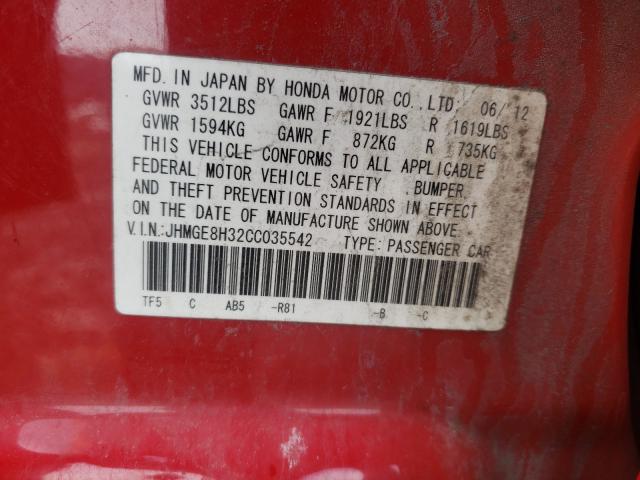 MFD. IN JAPAN BY HONDA MOTOR CO., LTD. 06/12
GVWR 3512LBS GAWR F 1921LBS R 1619LBS
GVWR 1594KG GAWR F 872KG R 735KG
THIS VEHICLE CONFORMS TO ALL APPLICABLE
FEDERAL MOTOR VEHICLE SAFETY, BUMPER,
AND THEFT PREVENTION STANDARDS IN EFFECT
ON THE DATE OF MANUFACTURE SHOWN ABOVE.
V.I.N.:JHMGE8H32CC035542 TYPE: PASSENGER CAR
TF5 C AB5 -R81 -B -C